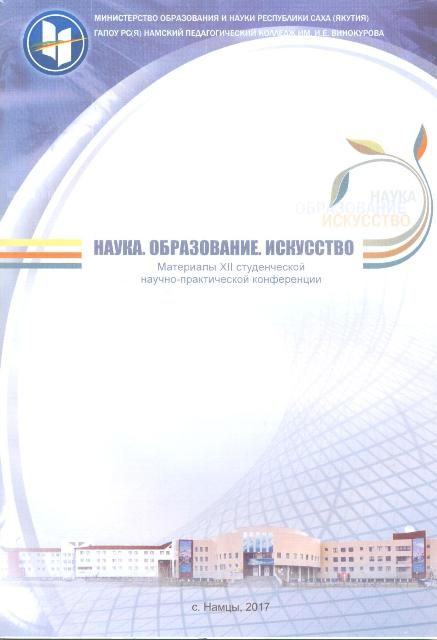 МИНИСТЕРСТВО ОБРАЗОВАНИЯ И НАУКИ РЕСПУБЛИКИ САХА (ЯКУТИЯ)
ГАПОУ РС(Я) НАМСКИЙ ПЕДАГОГИЧЕСКИЙ КОЛЛЕДЖ ИМ. И.Е. ВИНОКУРОВА
НАУКА
ОБРАЗОВАНИЕ
ИСКУССТВО
НАУКА. ОБРАЗОВАНИЕ. ИСКУССТВО
Материалы XII студенческой
научно-практической конференции
с. Намцы, 2017